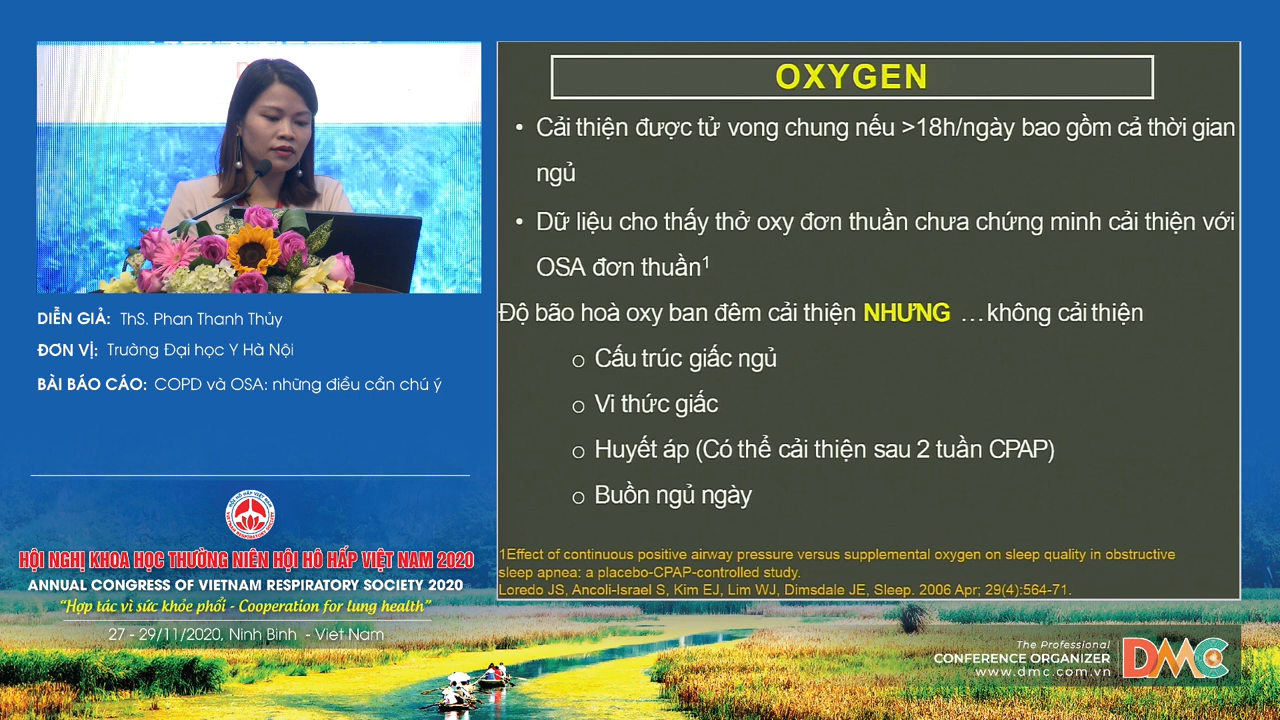 DIỄN GIẢ: ThS. Phan Thanh Thủy
ĐƠN VỊ: Trường Đại học Y Hà Nội
BÀI BÁO CÁO: COPD và OSA: những điều cần chú ý
HỘI HÔ HẤP VIỆT NAM
HỘI NGHỊ KHOA HỌC THƯỜNG NIÊN HỘI HÔ HẤP VIỆT NAM 2020
ANNUAL CONGRESS OF VIETNAM RESPIRATORY SOCIETY 2020
“Hợp tác vì sức khỏe phổi - Cooperation for lung health”
27 - 29/11/2020, Ninh Bình - Việt Nam
OXYGEN
• Cải thiện được tử vong chung nếu >18h/ngày bao gồm cả thời gian
ngủ
• Dữ liệu cho thấy thở oxy đơn thuần chưa chứng minh cải thiện với
OSA đơn thuần¹
Độ bão hoà oxy ban đêm cải thiện NHƯNG …không cải thiện
o Cấu trúc giấc ngủ
o Vi thức giấc
o Huyết áp (Có thể cải thiện sau 2 tuần CPAP)
o Buồn ngủ ngày
1Effect of continuous positive airway pressure versus supplemental oxygen on sleep quality in obstructive
sleep apnea: a placebo-CPAP-controlled study.
Loredo JS, Ancoli-Israel S, Kim EJ, Lim WJ, Dimsdale JE, Sleep. 2006 Apr; 29(4):564-71.
The Professional
CONFERENCE ORGANIZER
www.dmc.com.vn
DMC